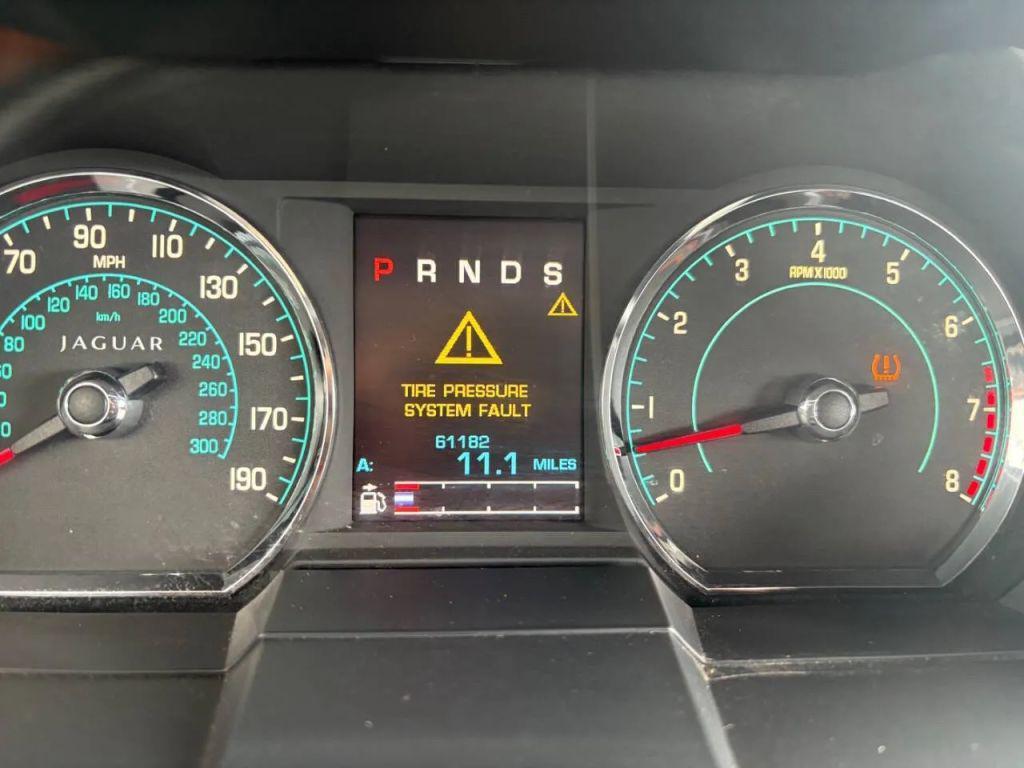 70 90 110 130 150 170 190
MPH
80 100 120 140 160 180 200 220 240 260 280 300
km/h
JAGUAR
P R N D S
TIRE PRESSURE
SYSTEM FAULT
61182
A: 11.1 MILES
0 1 2 3 4 5 6 7 8
RPM X 1000